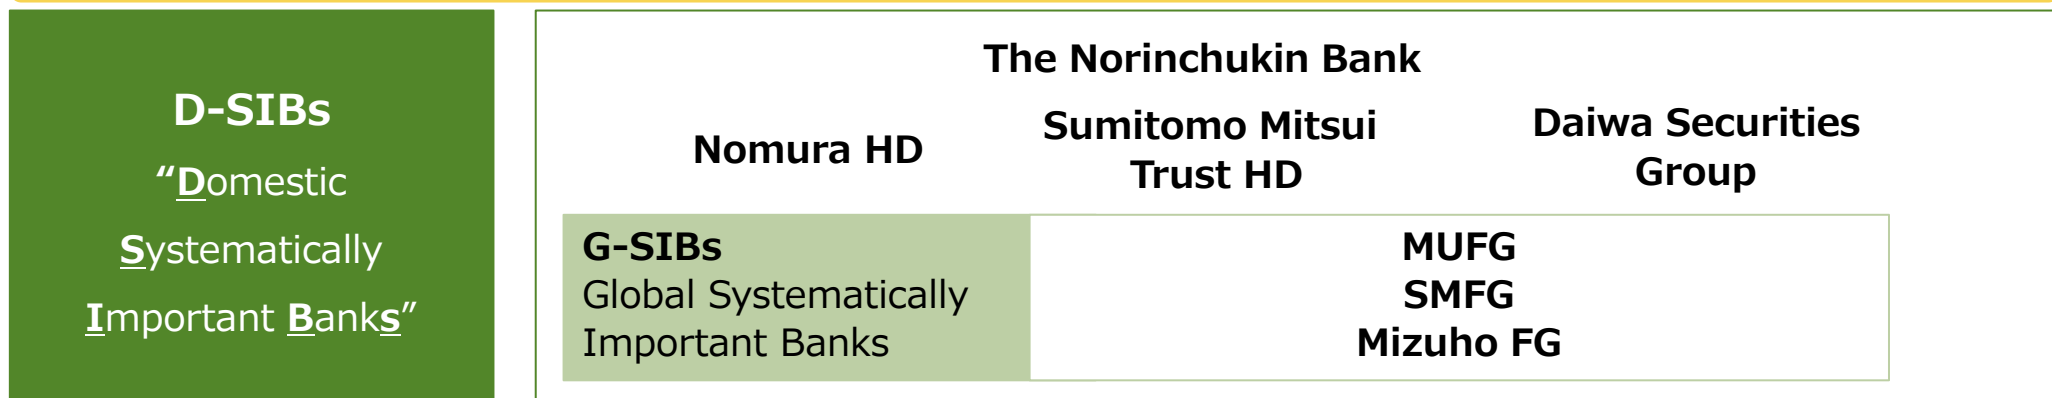 D-SIBs
“Domestic
Systematically
Important Banks”
The Norinchukin Bank
Nomura HD
Sumitomo Mitsui
Trust HD
Daiwa Securities
Group
G-SIBs
Global Systematically
Important Banks
MUFG
SMFG
Mizuho FG